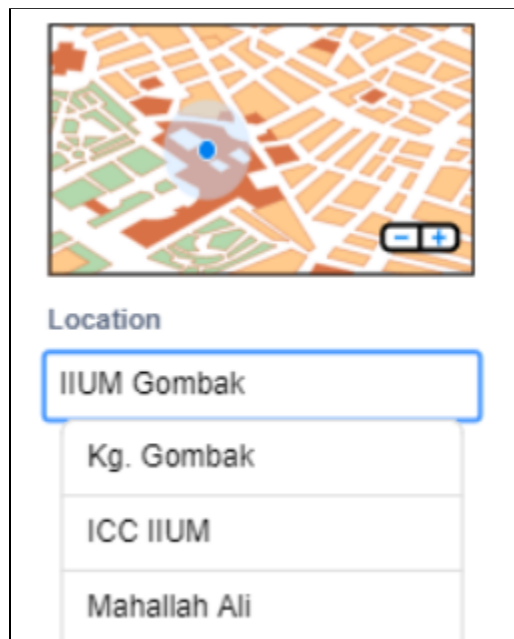 − +
Location
IIUM Gombak
Kg. Gombak
ICC IIUM
Mahallah Ali